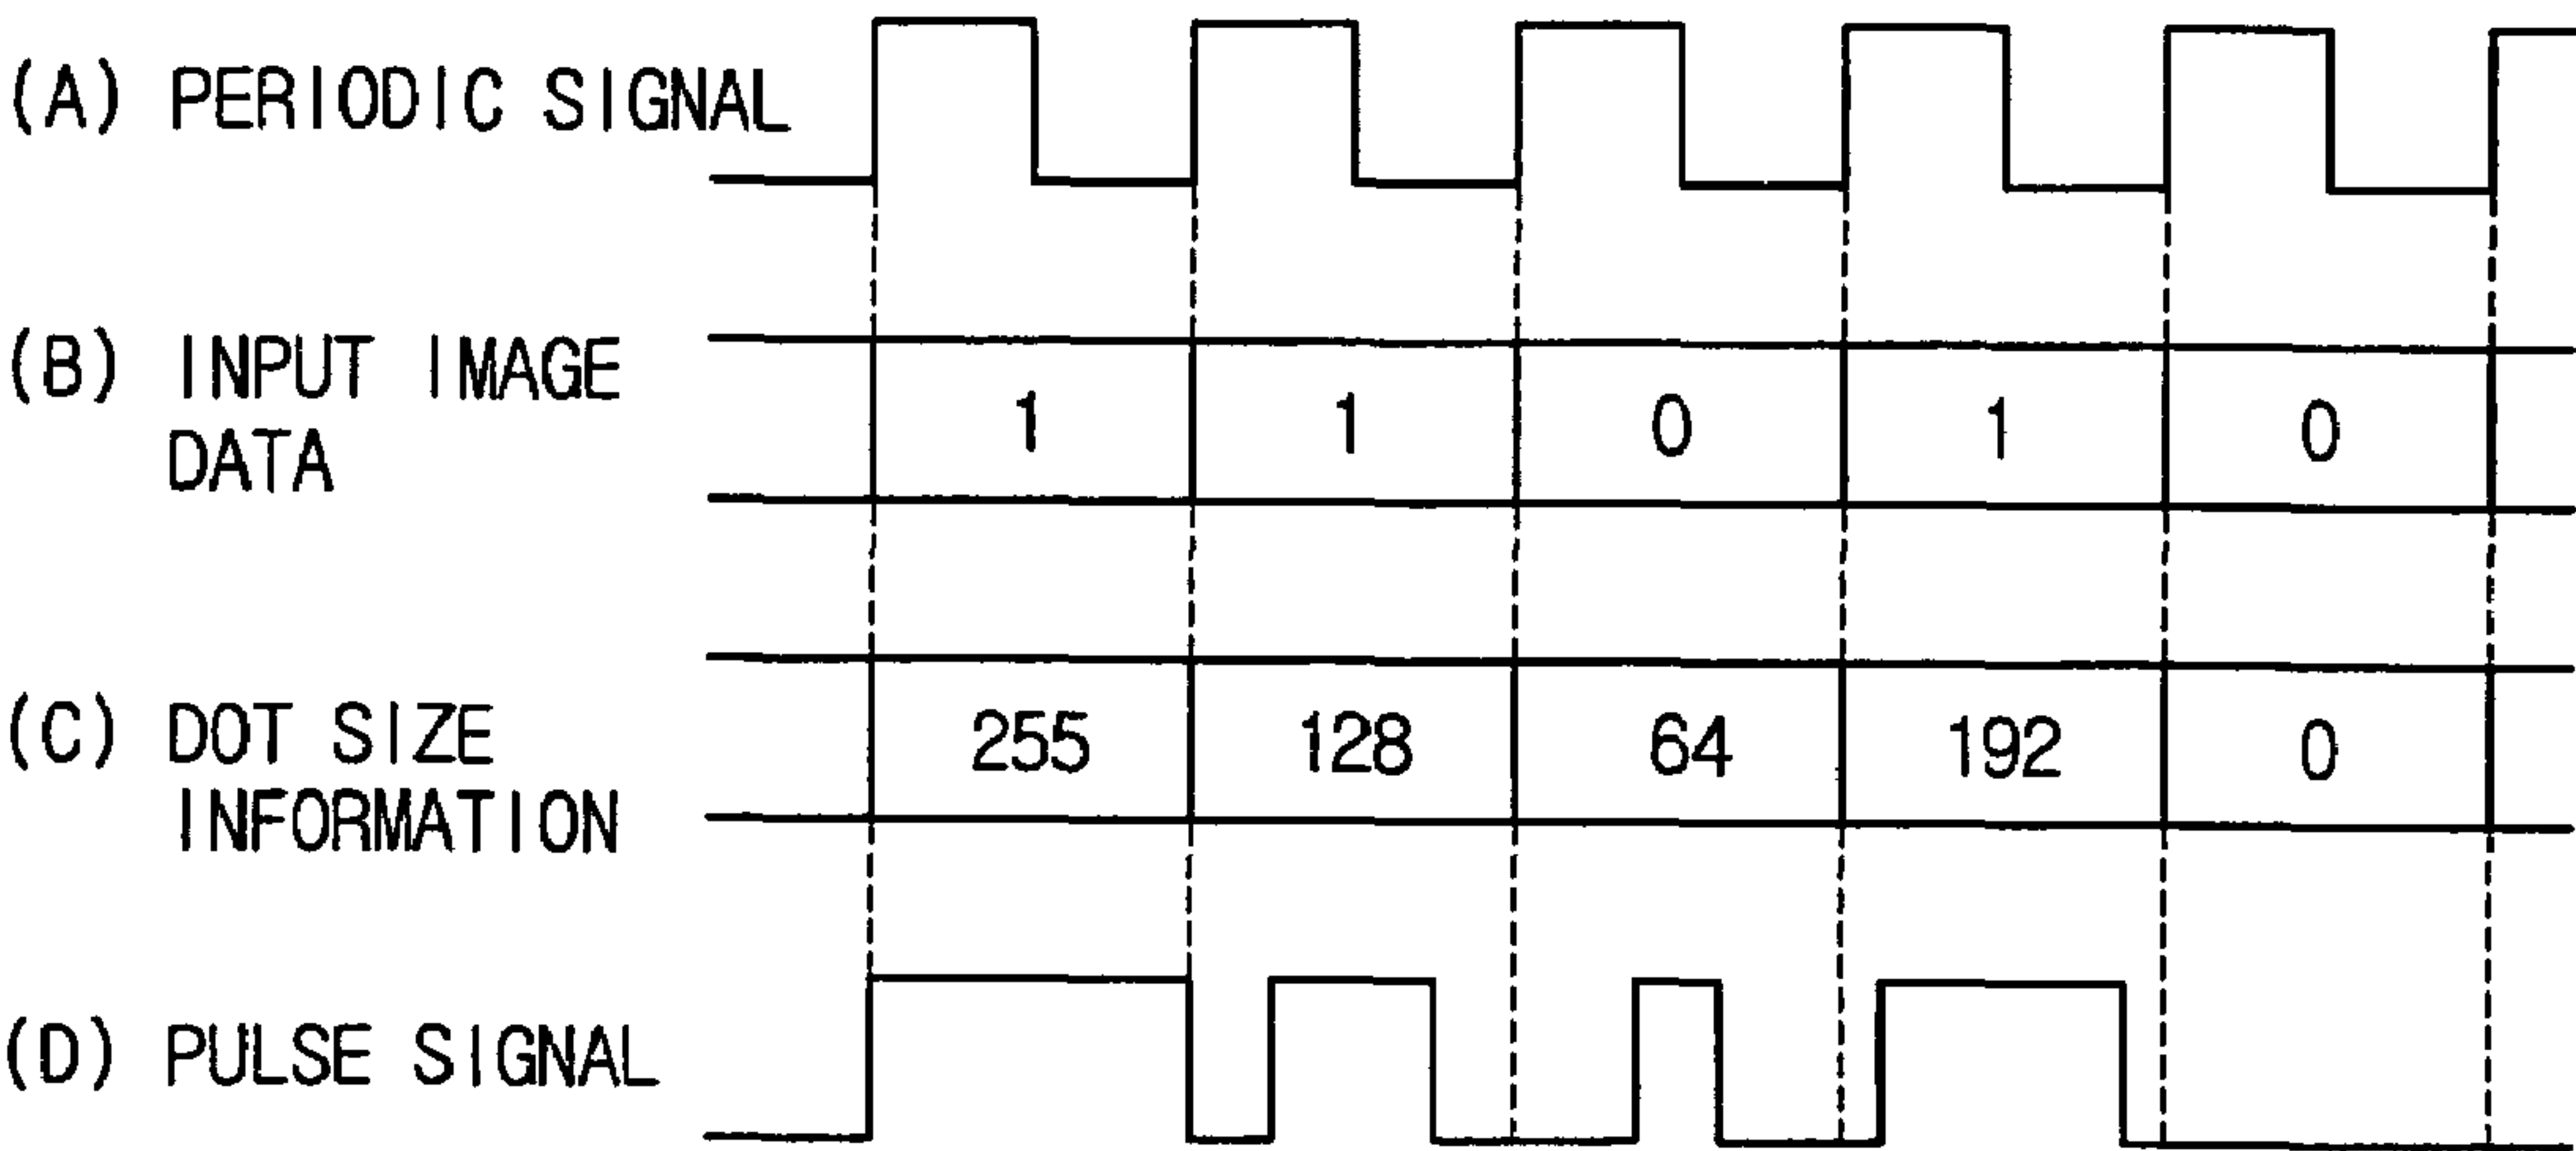 (A) PERIODIC SIGNAL
(B) INPUT IMAGE
DATA
1 1 0 1 0
(C) DOT SIZE
INFORMATION
255 128 64 192 0
(D) PULSE SIGNAL